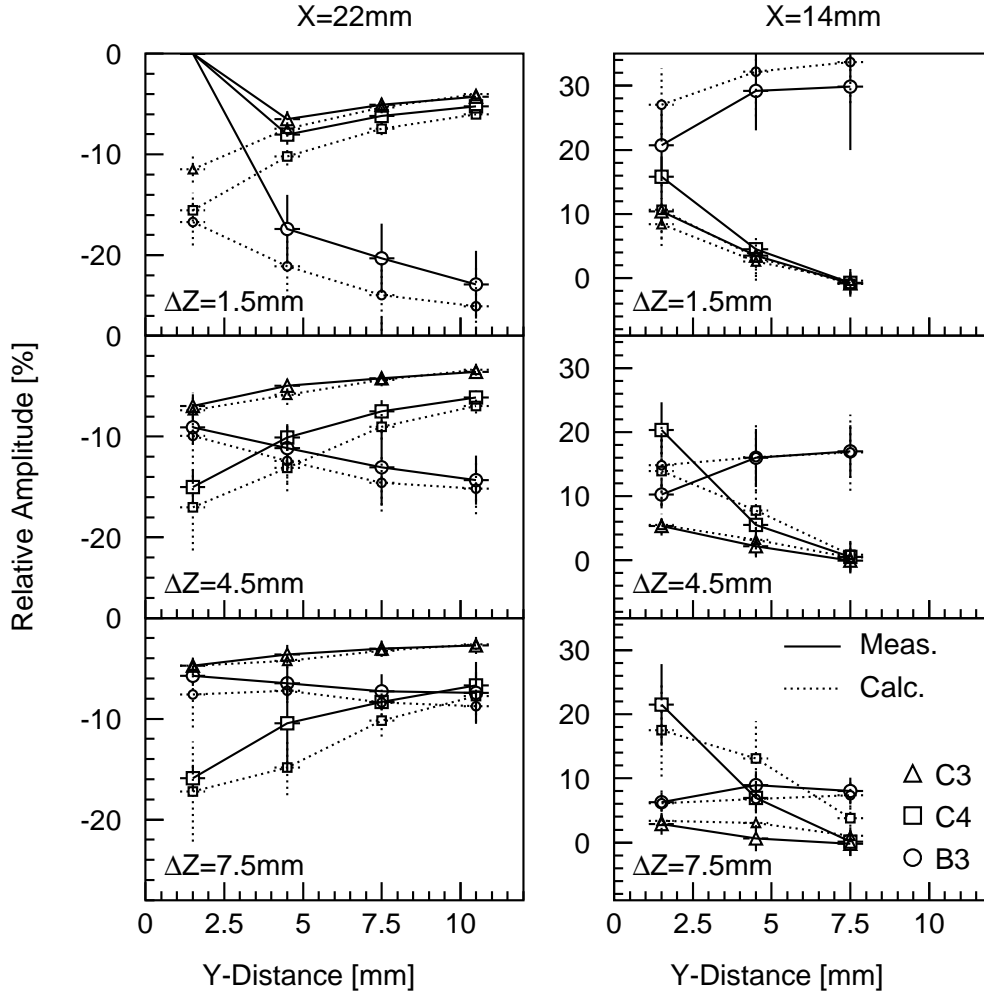 X=22mm
X=14mm
Relative Amplitude [%]
0
-10
-20
ΔZ=1.5mm
30
20
10
0
ΔZ=1.5mm
0
-10
-20
ΔZ=4.5mm
30
20
10
0
ΔZ=4.5mm
0
-10
-20
ΔZ=7.5mm
30
20
10
0
ΔZ=7.5mm
Meas.
Calc.
C3
C4
B3
0 2.5 5 7.5 10
0 2.5 5 7.5 10
Y-Distance [mm]
Y-Distance [mm]